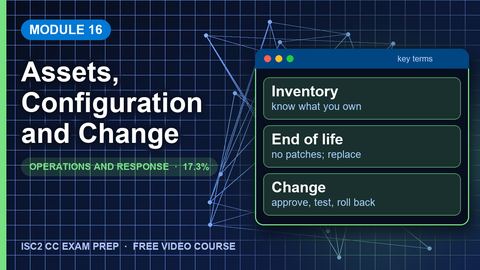 MODULE 16
Assets,
Configuration
and Change
OPERATIONS AND RESPONSE · 17.3%
ISC2 CC EXAM PREP · FREE VIDEO COURSE
key terms
Inventory
know what you own
End of life
no patches; replace
Change
approve, test, roll back